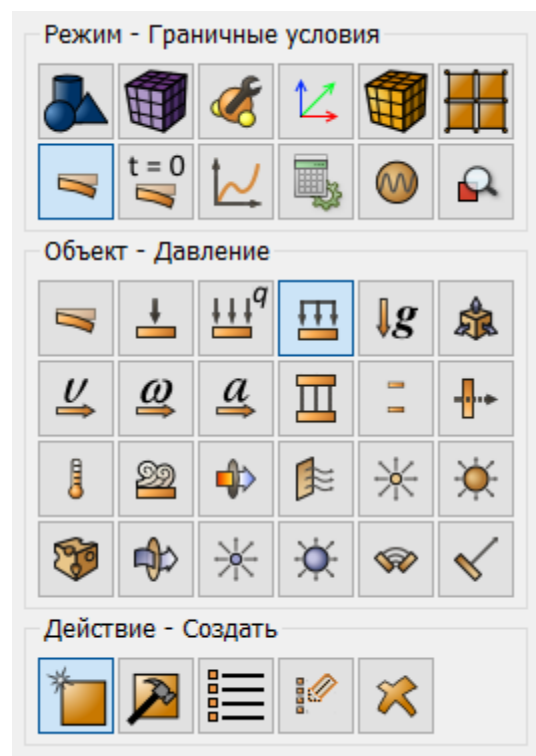 Режим - Граничные условия
t = 0
Объект - Давление
q
g
υ ω a
Действие - Создать